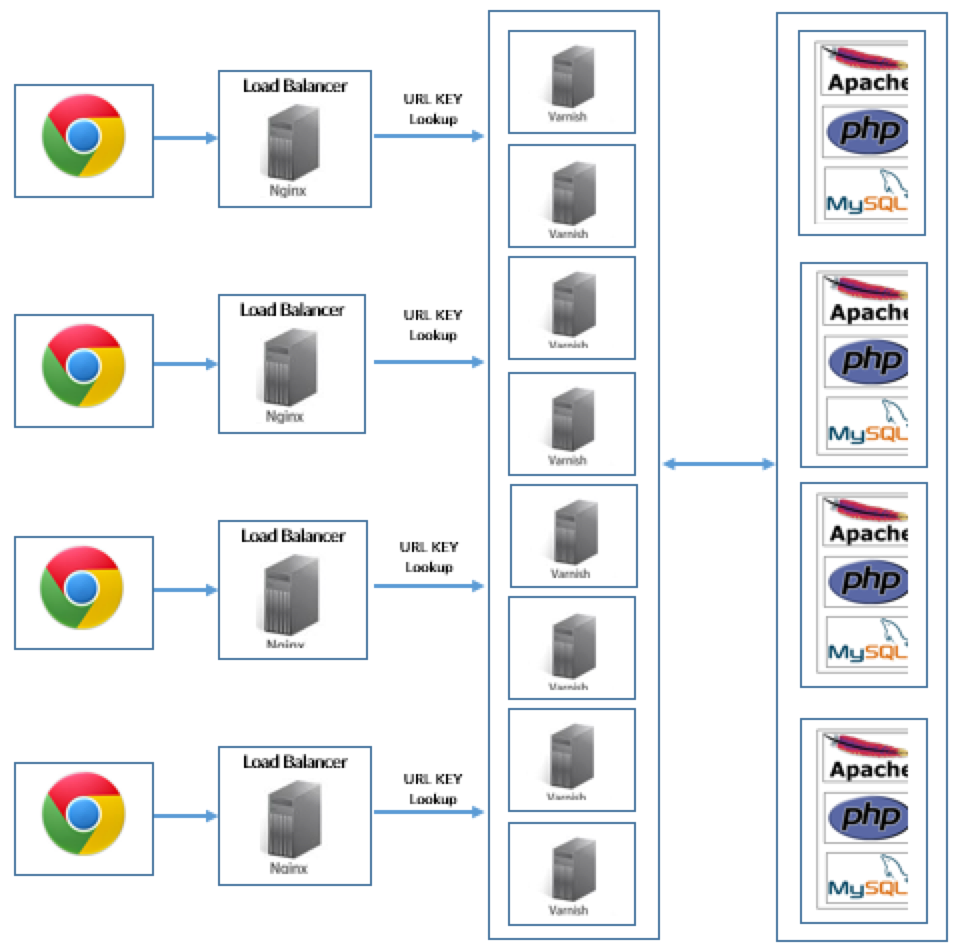 Load Balancer
Nginx
URL KEY
Lookup
Load Balancer
Nginx
URL KEY
Lookup
Load Balancer
Nginx
URL KEY
Lookup
Load Balancer
Nginx
URL KEY
Lookup
Varnish
Varnish
Varnish
Varnish
Varnish
Varnish
Varnish
Varnish
Apache
php
MySQL
Apache
php
MySQL
Apache
php
MySQL
Apache
php
MySQL